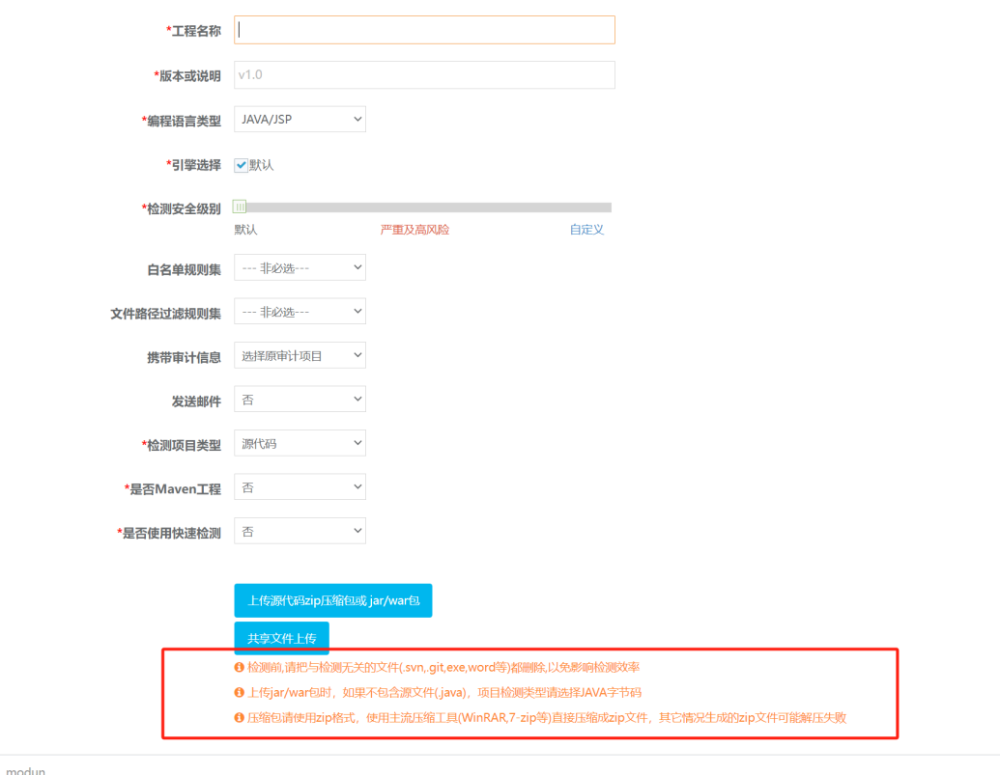 *工程名称
*版本或说明 v1.0
*编程语言类型 JAVA/JSP
*引擎选择 默认
*检测安全级别
默认 严重及高风险 自定义
白名单规则集 --- 非必选---
文件路径过滤规则集 --- 非必选---
携带审计信息 选择原审计项目
发送邮件 否
*检测项目类型 源代码
*是否Maven工程 否
*是否使用快速检测 否
上传源代码zip压缩包或 jar/war包
共享文件上传
检测前,请把与检测无关的文件(.svn,.git,exe,word等)都删除,以免影响检测效率
上传jar/war包时，如果不包含源文件(.java)，项目检测类型请选择JAVA字节码
压缩包请使用zip格式，使用主流压缩工具(WinRAR,7-zip等)直接压缩成zip文件，其它情况生成的zip文件可能解压失败
modun